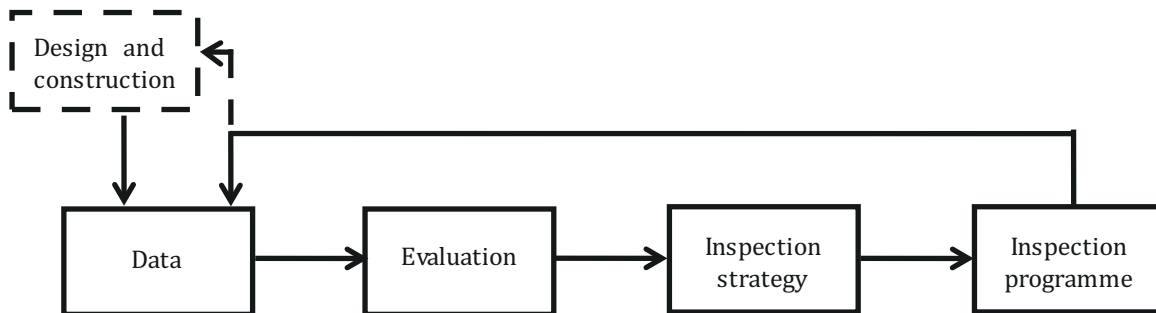 Design and
construction
Data
Evaluation
Inspection
strategy
Inspection
programme